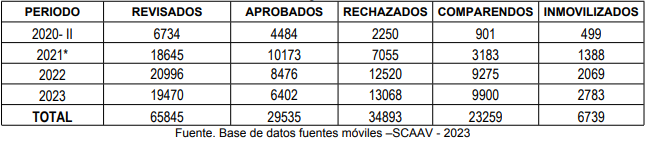 PERIODO REVISADOS APROBADOS RECHAZADOS COMPARENDOS INMOVILIZADOS
2020- II 6734 4484 2250 901 499
2021* 18645 10173 7055 3183 1388
2022 20996 8476 12520 9275 2069
2023 19470 6402 13068 9900 2783
TOTAL 65845 29535 34893 23259 6739
Fuente. Base de datos fuentes móviles –SCAAV - 2023